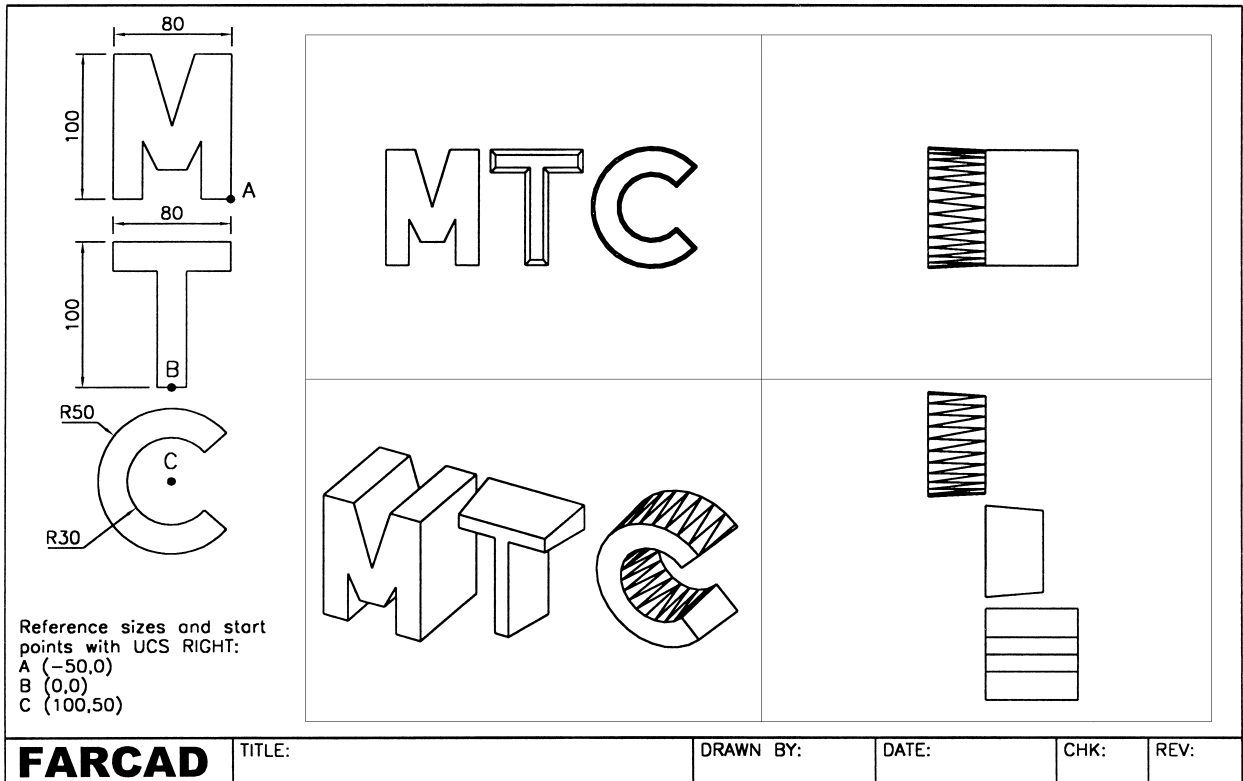 80
100
A
80
100
B
R50
C
R30
Reference sizes and start
points with UCS RIGHT:
A (-50,0)
B (0,0)
C (100,50)
MTC
MTC
FARCAD
TITLE:
DRAWN BY:
DATE:
CHK:
REV: